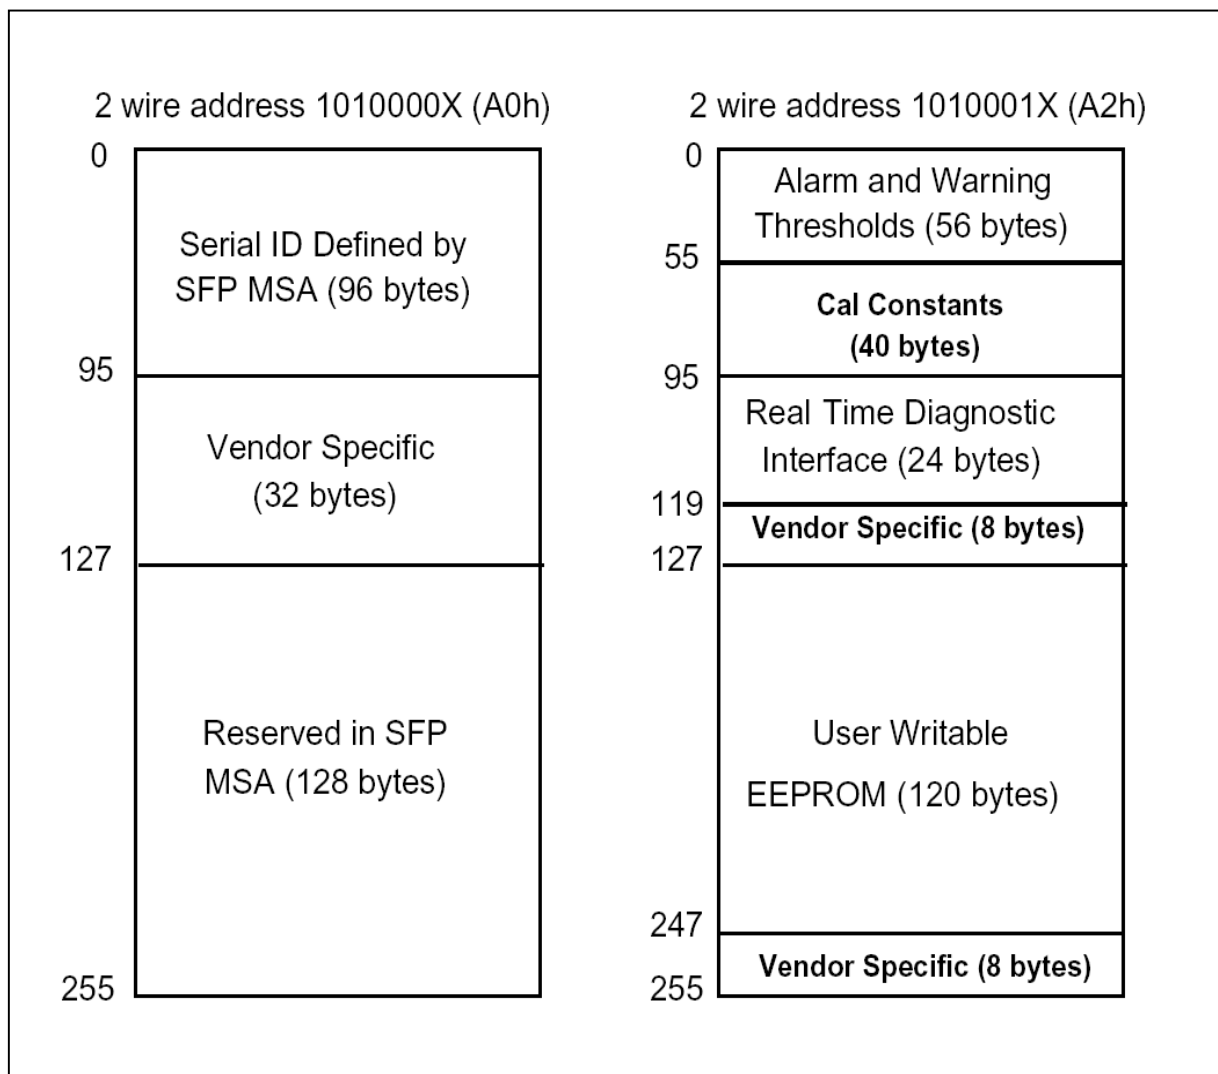 2 wire address 1010000X (A0h)
0
Serial ID Defined by
SFP MSA (96 bytes)
95
Vendor Specific
(32 bytes)
127
Reserved in SFP
MSA (128 bytes)
255
2 wire address 1010001X (A2h)
0
Alarm and Warning
Thresholds (56 bytes)
55
Cal Constants
(40 bytes)
95
Real Time Diagnostic
Interface (24 bytes)
119
Vendor Specific (8 bytes)
127
User Writable
EEPROM (120 bytes)
247
Vendor Specific (8 bytes)
255